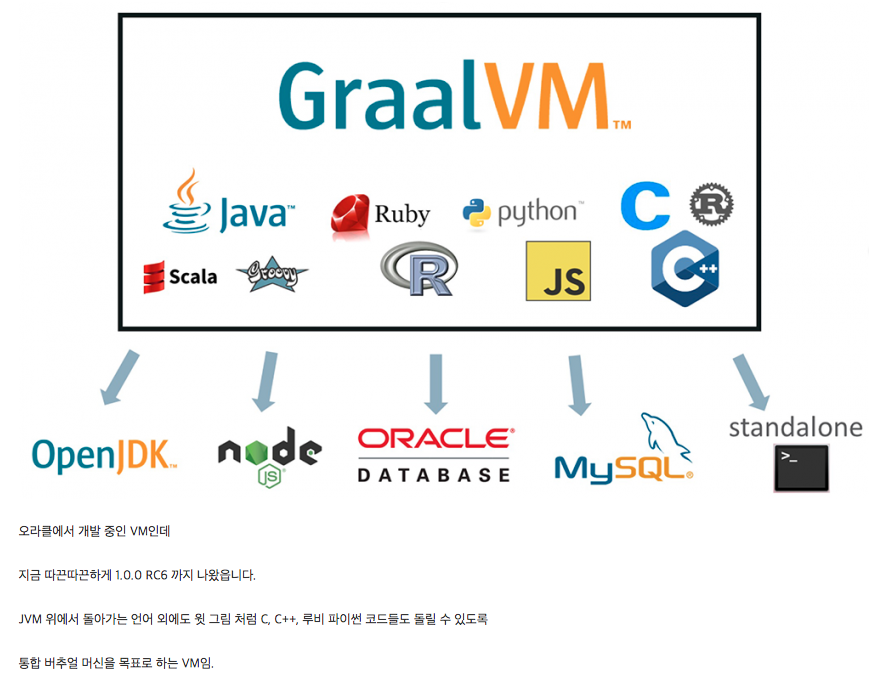 GraalVM™
Java™ Ruby python™ C R
Scala Groovy R JS C++
OpenJDK™ node JS® ORACLE® DATABASE MySQL® standalone >_
오라클에서 개발 중인 VM인데
지금 따끈따끈하게 1.0.0 RC6 까지 나왔읍니다.
JVM 위에서 돌아가는 언어 외에도 윗 그림 처럼 C, C++, 루비 파이썬 코드들도 돌릴 수 있도록
통합 버추얼 머신을 목표로 하는 VM임.